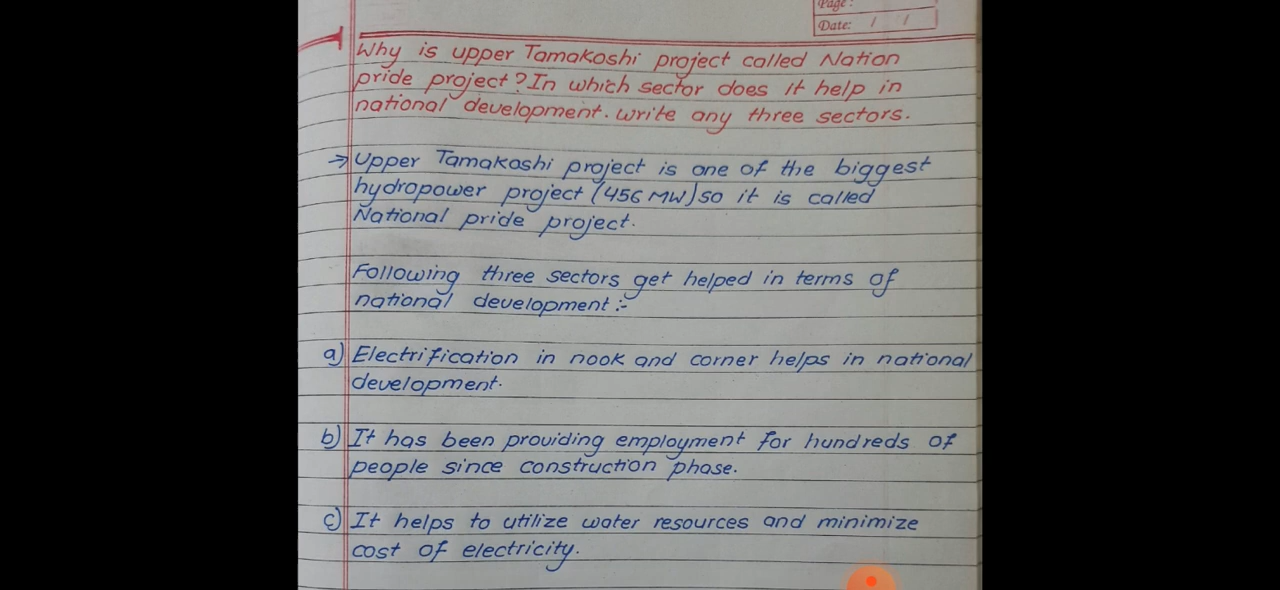 Page:
Date: / /
Why is upper Tamakoshi project called Nation
pride project? In which sector does it help in
national development. write any three sectors.
→ Upper Tamakoshi project is one of the biggest
hydropower project (456 MW) so it is called
National pride project.
Following three sectors get helped in terms of
national development :-
a) Electrification in nook and corner helps in national
development.
b) It has been providing employment for hundreds of
people since construction phase.
c) It helps to utilize water resources and minimize
cost of electricity.